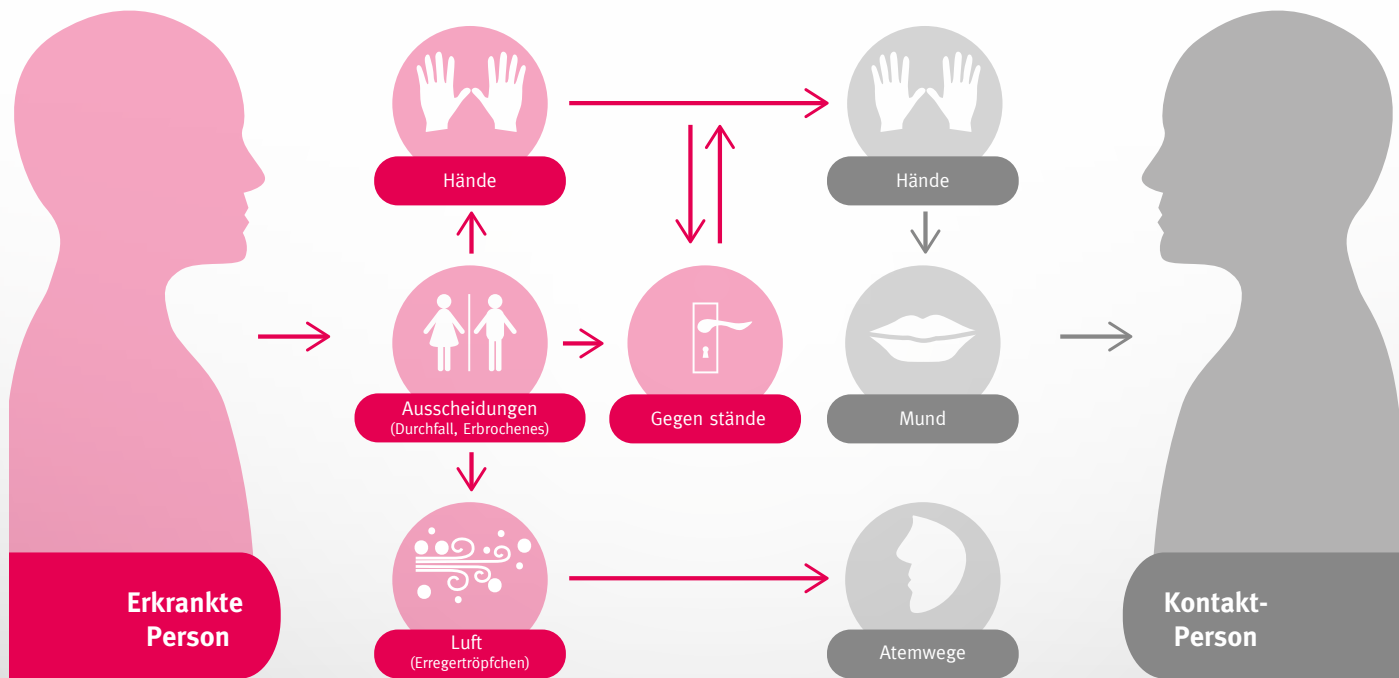 Hände
Hände
Ausscheidungen
(Durchfall, Erbrochenes)
Gegen stände
Mund
Erkrankte
Person
Luft
(Erregertröpfchen)
Atemwege
Kontakt-
Person